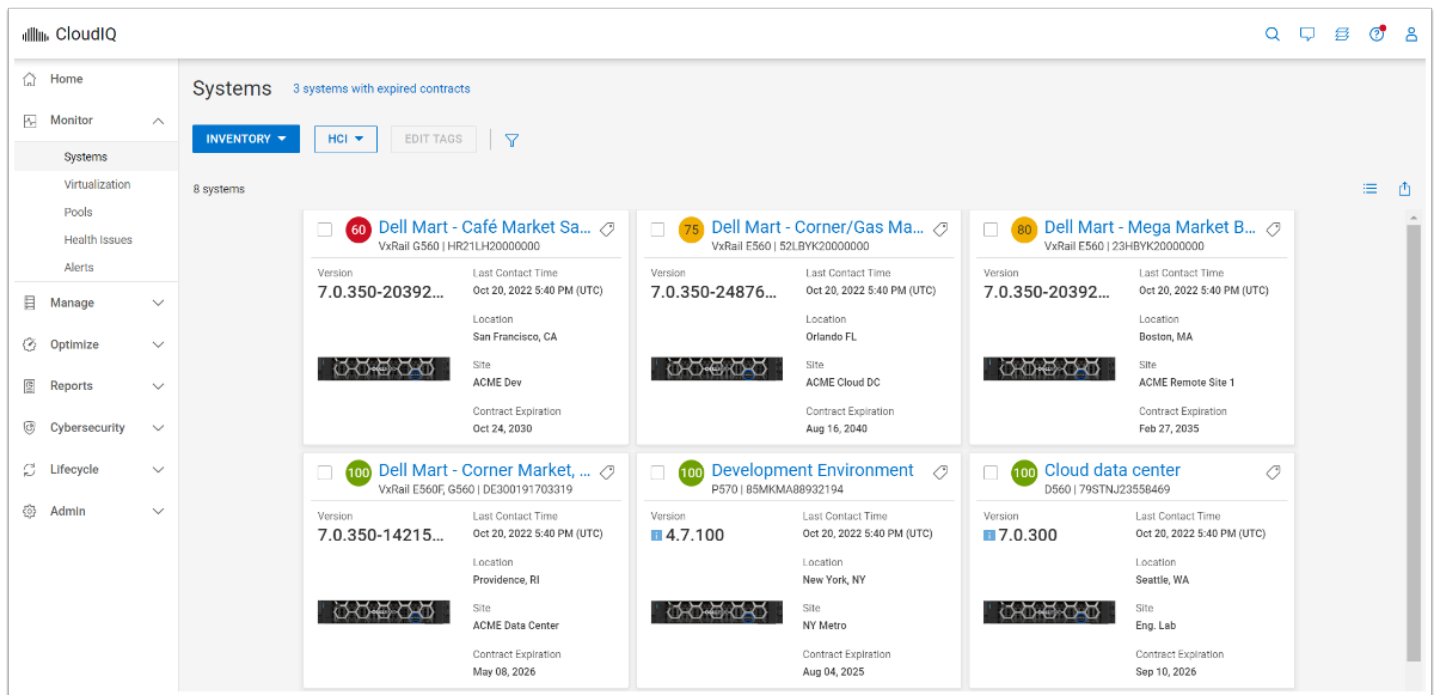 CloudIQ
Home
Monitor
Systems
Virtualization
Pools
Health Issues
Alerts
Manage
Optimize
Reports
Cybersecurity
Lifecycle
Admin
Systems 3 systems with expired contracts
INVENTORY HCI EDIT TAGS
8 systems
60 Dell Mart - Café Market Sa...
VxRail G560 | HR21LH20000000
Version
7.0.350-20392...
Last Contact Time
Oct 20, 2022 5:40 PM (UTC)
Location
San Francisco, CA
Site
ACME Dev
Contract Expiration
Oct 24, 2030
75 Dell Mart - Corner/Gas Ma...
VxRail E560 | 52LBYK20000000
Version
7.0.350-24876...
Last Contact Time
Oct 20, 2022 5:40 PM (UTC)
Location
Orlando FL
Site
ACME Cloud DC
Contract Expiration
Aug 16, 2040
80 Dell Mart - Mega Market B...
VxRail E560 | 23HBYK20000000
Version
7.0.350-20392...
Last Contact Time
Oct 20, 2022 5:40 PM (UTC)
Location
Boston, MA
Site
ACME Remote Site 1
Contract Expiration
Feb 27, 2035
100 Dell Mart - Corner Market, ...
VxRail E560F, G560 | DE300191703319
Version
7.0.350-14215...
Last Contact Time
Oct 20, 2022 5:40 PM (UTC)
Location
Providence, RI
Site
ACME Data Center
Contract Expiration
May 08, 2026
100 Development Environment
P570 | 85MKMA88932194
Version
4.7.100
Last Contact Time
Oct 20, 2022 5:40 PM (UTC)
Location
New York, NY
Site
NY Metro
Contract Expiration
Aug 04, 2025
100 Cloud data center
D560 | 79STNJ23558469
Version
7.0.300
Last Contact Time
Oct 20, 2022 5:40 PM (UTC)
Location
Seattle, WA
Site
Eng. Lab
Contract Expiration
Sep 10, 2026